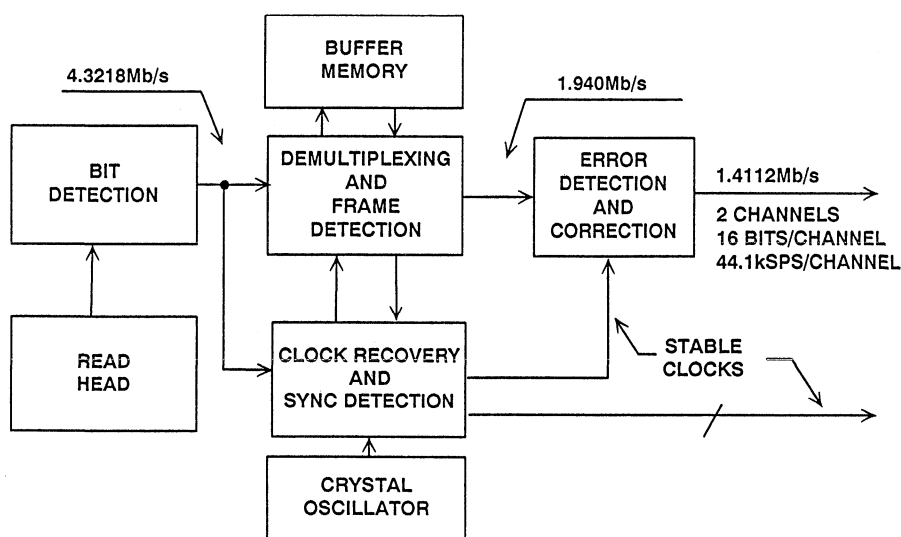 BUFFER
MEMORY
4.3218Mb/s
1.940Mb/s
BIT
DETECTION
DEMULTIPLEXING
AND
FRAME
DETECTION
ERROR
DETECTION
AND
CORRECTION
1.4112Mb/s
2 CHANNELS
16 BITS/CHANNEL
44.1kSPS/CHANNEL
READ
HEAD
CLOCK RECOVERY
AND
SYNC DETECTION
STABLE
CLOCKS
CRYSTAL
OSCILLATOR